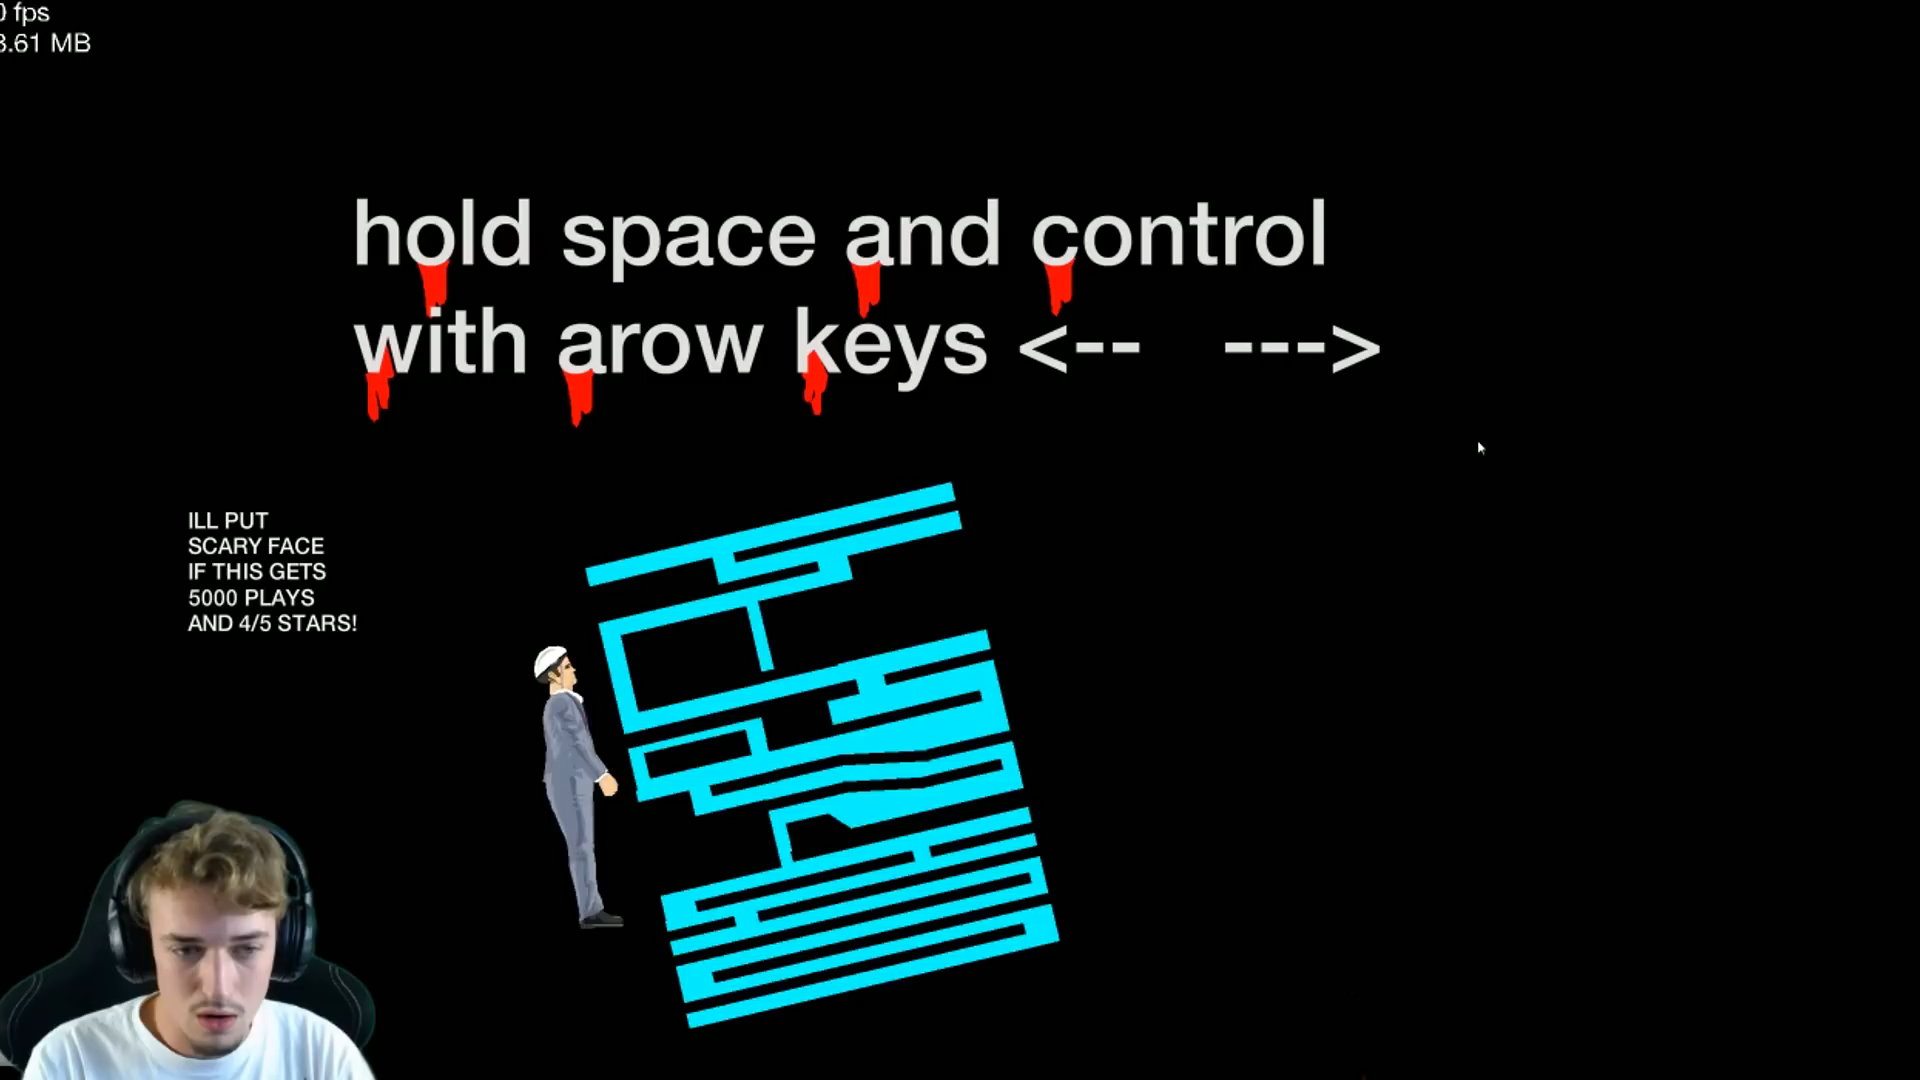 0 fps
3.61 MB
hold space and control
with arow keys <-- --->
ILL PUT
SCARY FACE
IF THIS GETS
5000 PLAYS
AND 4/5 STARS!